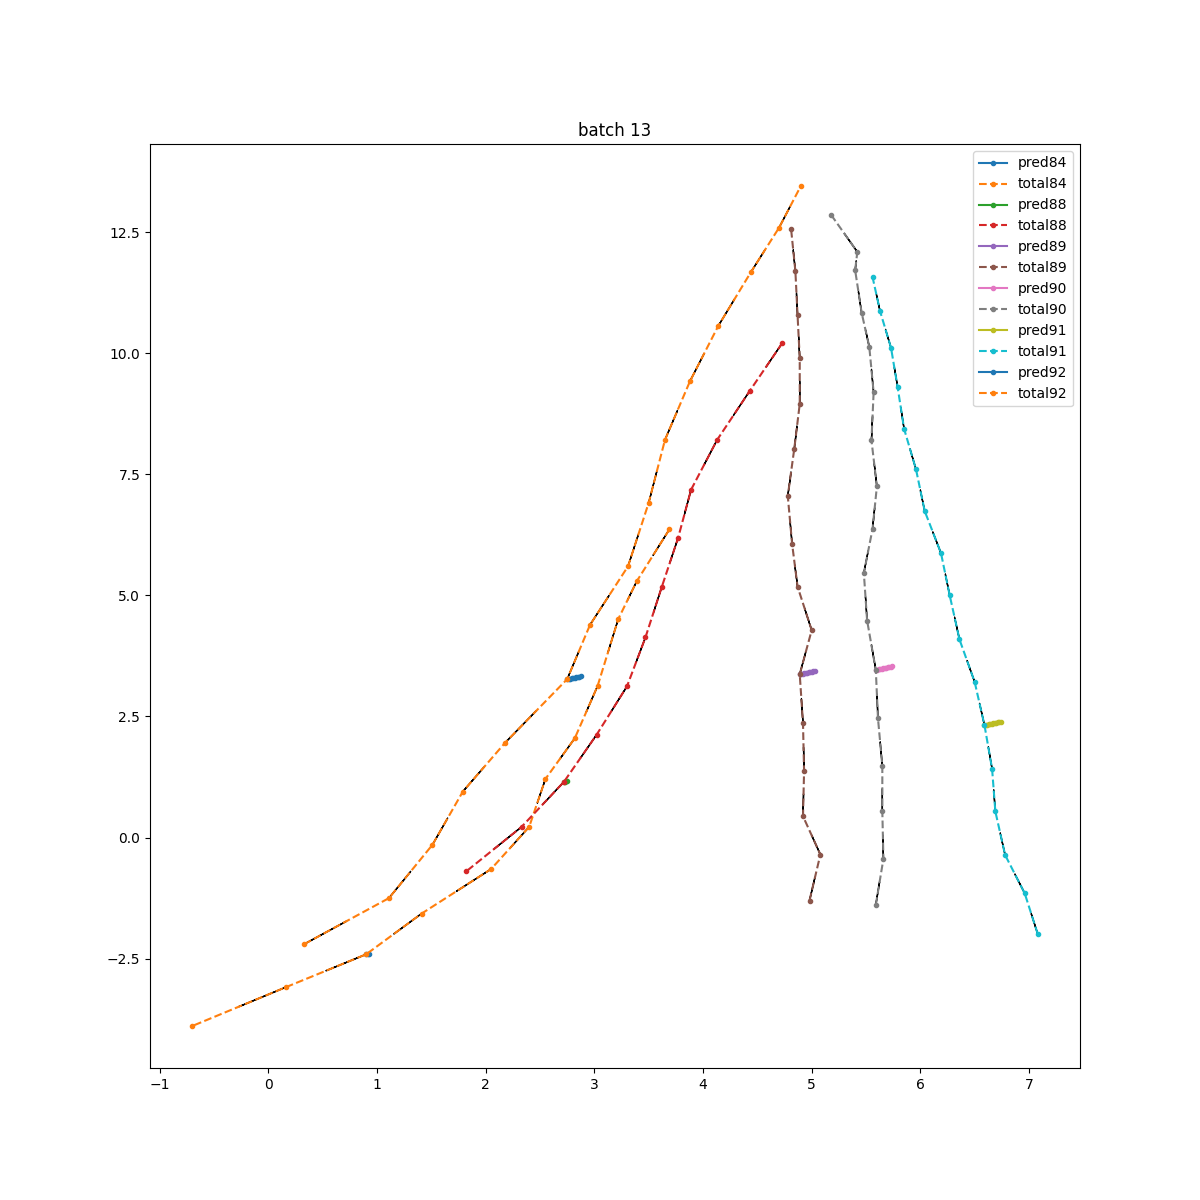 batch 13
pred84
total84
pred88
total88
pred89
total89
pred90
total90
pred91
total91
pred92
total92
12.5
10.0
7.5
5.0
2.5
0.0
−2.5
−1 0 1 2 3 4 5 6 7